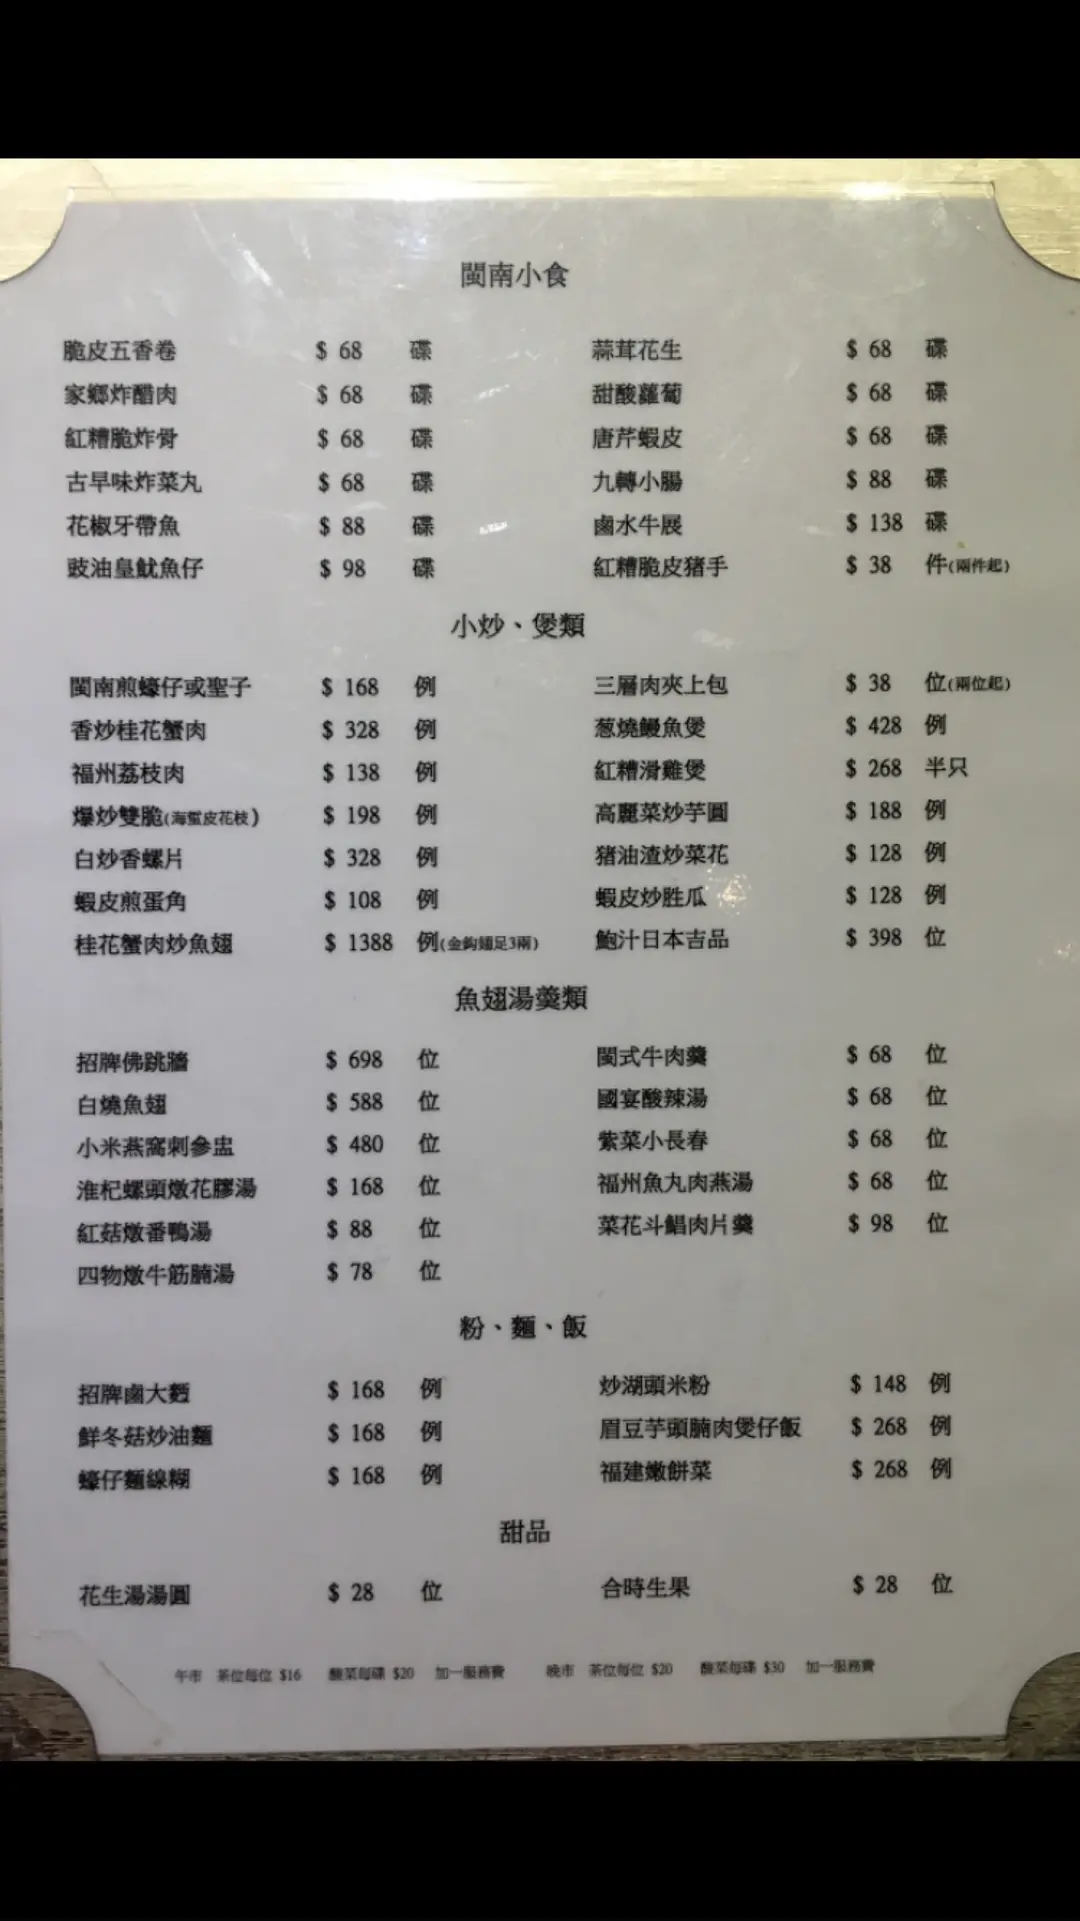 閩南小食
脆皮五香卷 $ 68 碟 蒜茸花生 $ 68 碟
家鄉炸醋肉 $ 68 碟 甜酸蘿蔔 $ 68 碟
紅糟脆炸骨 $ 68 碟 唐芹蝦皮 $ 68 碟
古早味炸菜丸 $ 68 碟 九轉小腸 $ 88 碟
花椒牙帶魚 $ 88 碟 鹵水牛展 $ 138 碟
豉油皇魷魚仔 $ 98 碟 紅糟脆皮猪手 $ 38 件(兩件起)
小炒、煲類
閩南煎蠔仔或聖子 $ 168 例 三層肉夾上包 $ 38 位(兩位起)
香炒桂花蟹肉 $ 328 例 葱燒鰻魚煲 $ 428 例
福州荔枝肉 $ 138 例 紅糟滑雞煲 $ 268 半只
爆炒雙脆(海蜇皮花枝) $ 198 例 高麗菜炒芋圓 $ 188 例
白炒香螺片 $ 328 例 猪油渣炒菜花 $ 128 例
蝦皮煎蛋角 $ 108 例 蝦皮炒胜瓜 $ 128 例
桂花蟹肉炒魚翅 $ 1388 例(金鈎翅足3兩) 鮑汁日本吉品 $ 398 位
魚翅湯羹類
招牌佛跳牆 $ 698 位 閩式牛肉羹 $ 68 位
白燒魚翅 $ 588 位 國宴酸辣湯 $ 68 位
小米燕窩刺參盅 $ 480 位 紫菜小長春 $ 68 位
淮杞螺頭燉花膠湯 $ 168 位 福州魚丸肉燕湯 $ 68 位
紅菇燉番鴨湯 $ 88 位 菜花斗鯧肉片羹 $ 98 位
四物燉牛筋腩湯 $ 78 位
粉、麵、飯
招牌鹵大麵 $ 168 例 炒湖頭米粉 $ 148 例
鮮冬菇炒油麵 $ 168 例 眉豆芋頭腩肉煲仔飯 $ 268 例
蠔仔麵線糊 $ 168 例 福建嫩餅菜 $ 268 例
甜品
花生湯湯圓 $ 28 位 合時生果 $ 28 位
午市 茶位每位 $16 酸菜每碟 $20 加一服務費 晚市 茶位每位 $20 酸菜每碟 $30 加一服務費